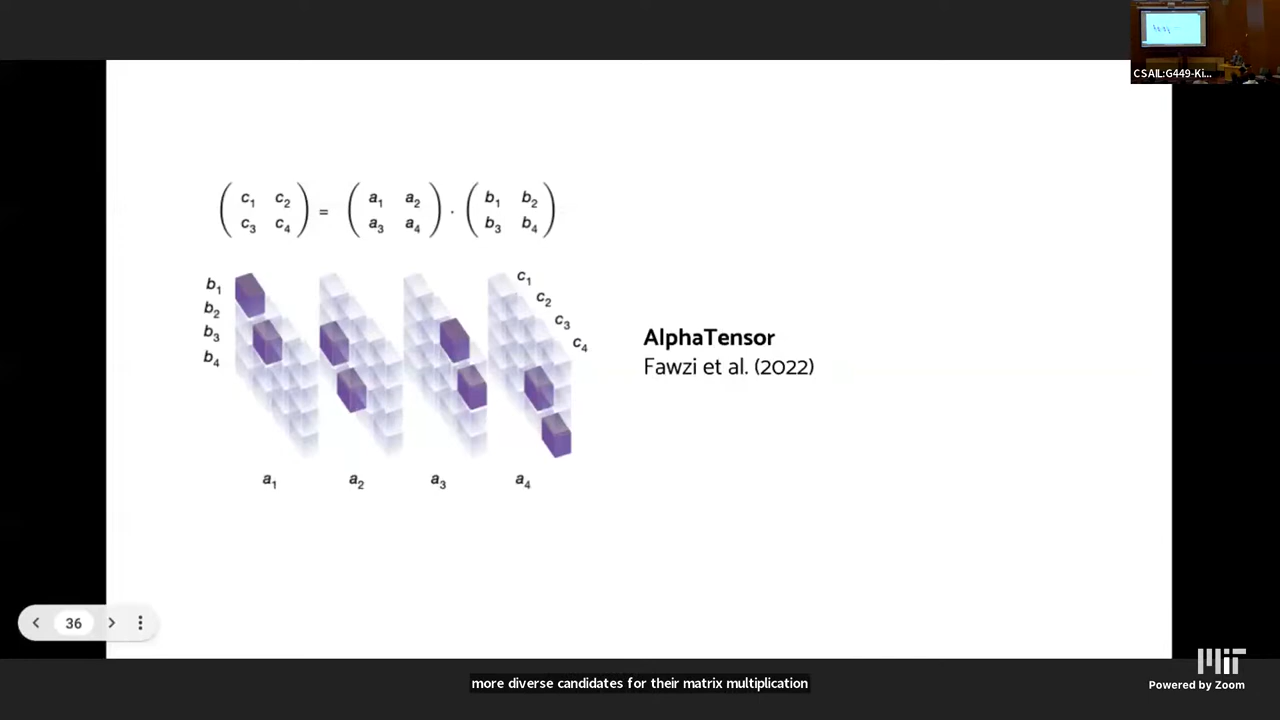 CSAIL:G449-Ki...
c1 c2 = a1 a2 · b1 b2
c3 c4 a3 a4 b3 b4
b1
b2
b3
b4
c1
c2
c3
c4
a1 a2 a3 a4
AlphaTensor
Fawzi et al. (2022)
36
more diverse candidates for their matrix multiplication
MIT
Powered by Zoom